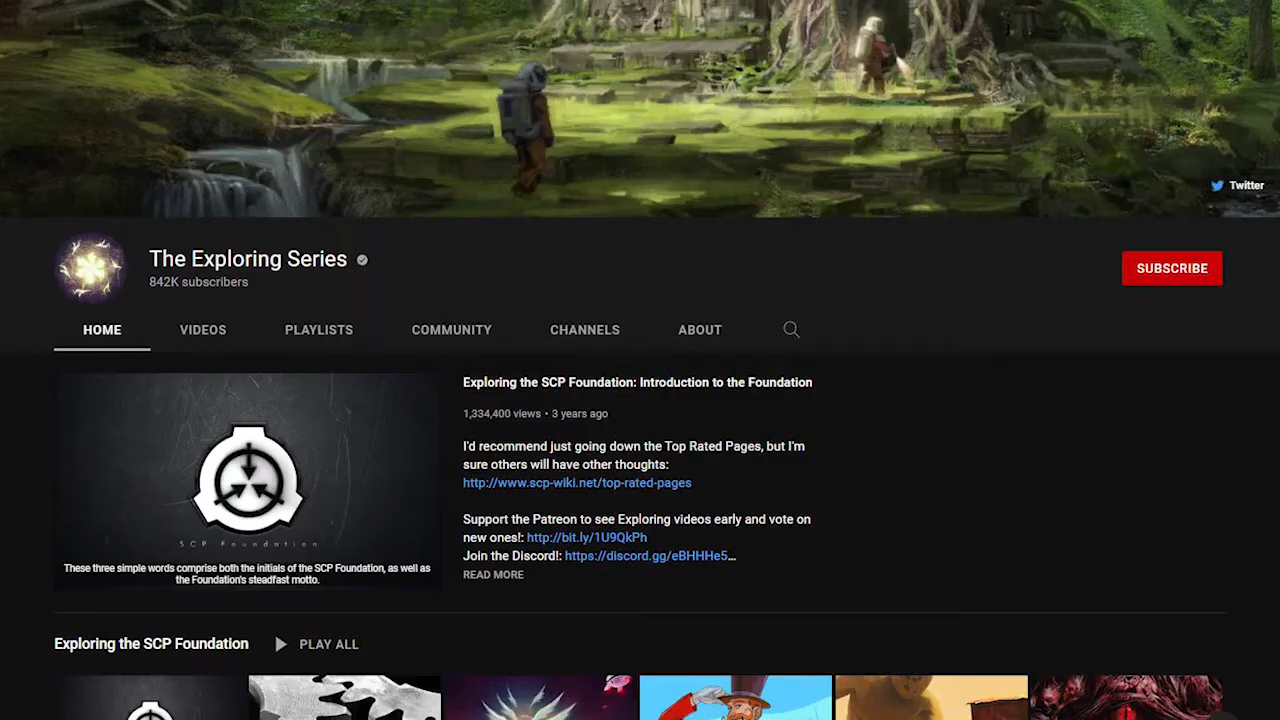 Twitter
The Exploring Series
842K subscribers
SUBSCRIBE
HOME
VIDEOS
PLAYLISTS
COMMUNITY
CHANNELS
ABOUT
Exploring the SCP Foundation: Introduction to the Foundation
1,334,400 views • 3 years ago
I'd recommend just going down the Top Rated Pages, but I'm
sure others will have other thoughts:
http://www.scp-wiki.net/top-rated-pages
Support the Patreon to see Exploring videos early and vote on
new ones!: http://bit.ly/1U9QkPh
Join the Discord!: https://discord.gg/eBHHHe5...
READ MORE
SCP Foundation
These three simple words comprise both the initials of the SCP Foundation, as well as
the Foundation's steadfast motto.
Exploring the SCP Foundation
PLAY ALL